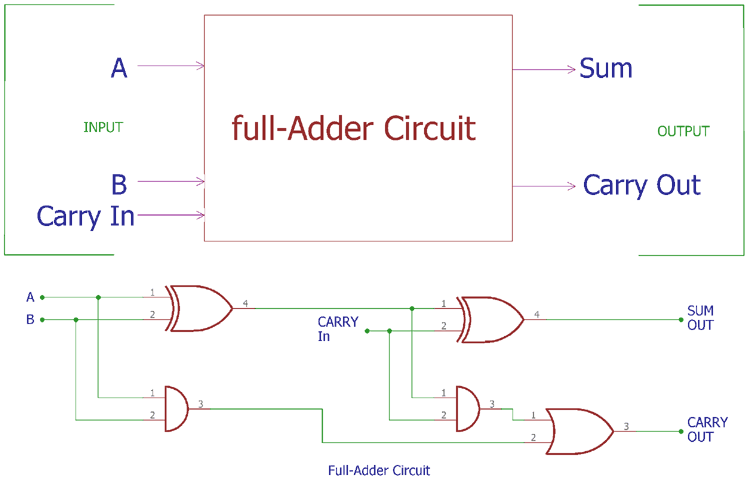 A
Sum
INPUT
full-Adder Circuit
OUTPUT
B
Carry Out
Carry In
A
1
4
1
4
SUM
OUT
B
2
CARRY
In
2
1
3
1
3
1
3
CARRY
OUT
2
2
2
Full-Adder Circuit